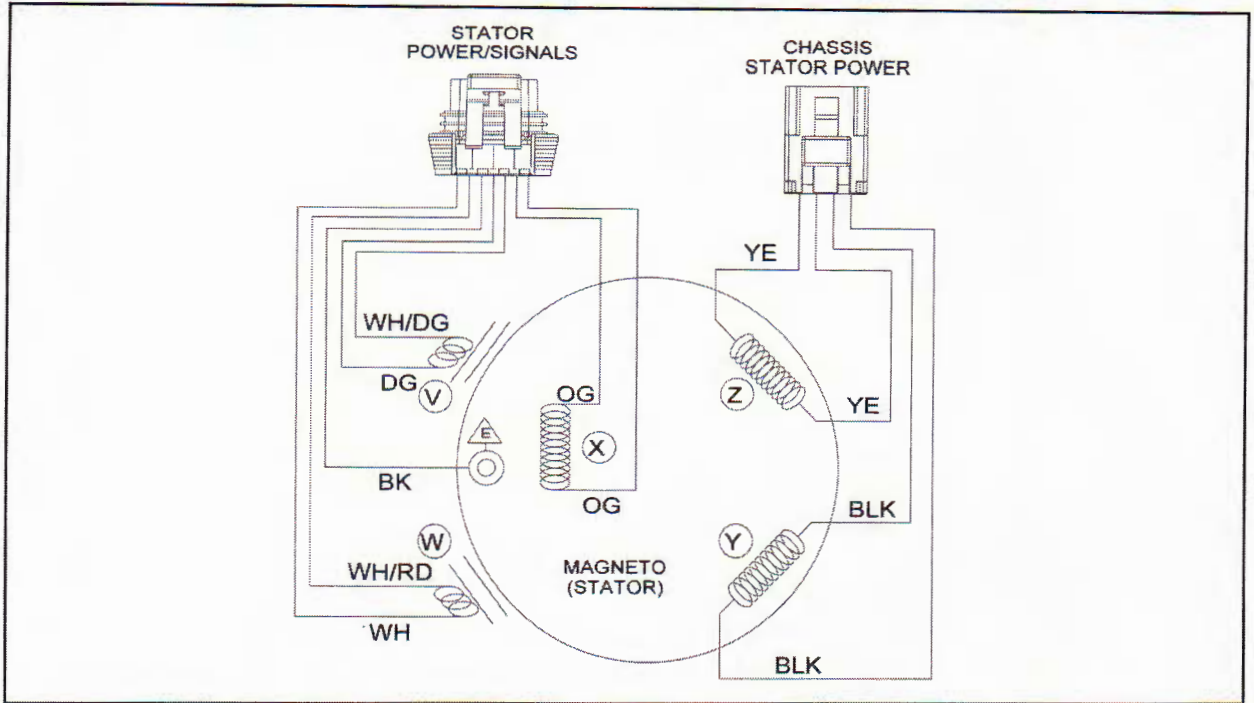 STATOR
POWER/SIGNALS
CHASSIS
STATOR POWER
YE
WH/DG
DG
V
OG
Z
YE
E
X
BK
OG
BLK
W
Y
WH/RD
MAGNETO
(STATOR)
WH
BLK